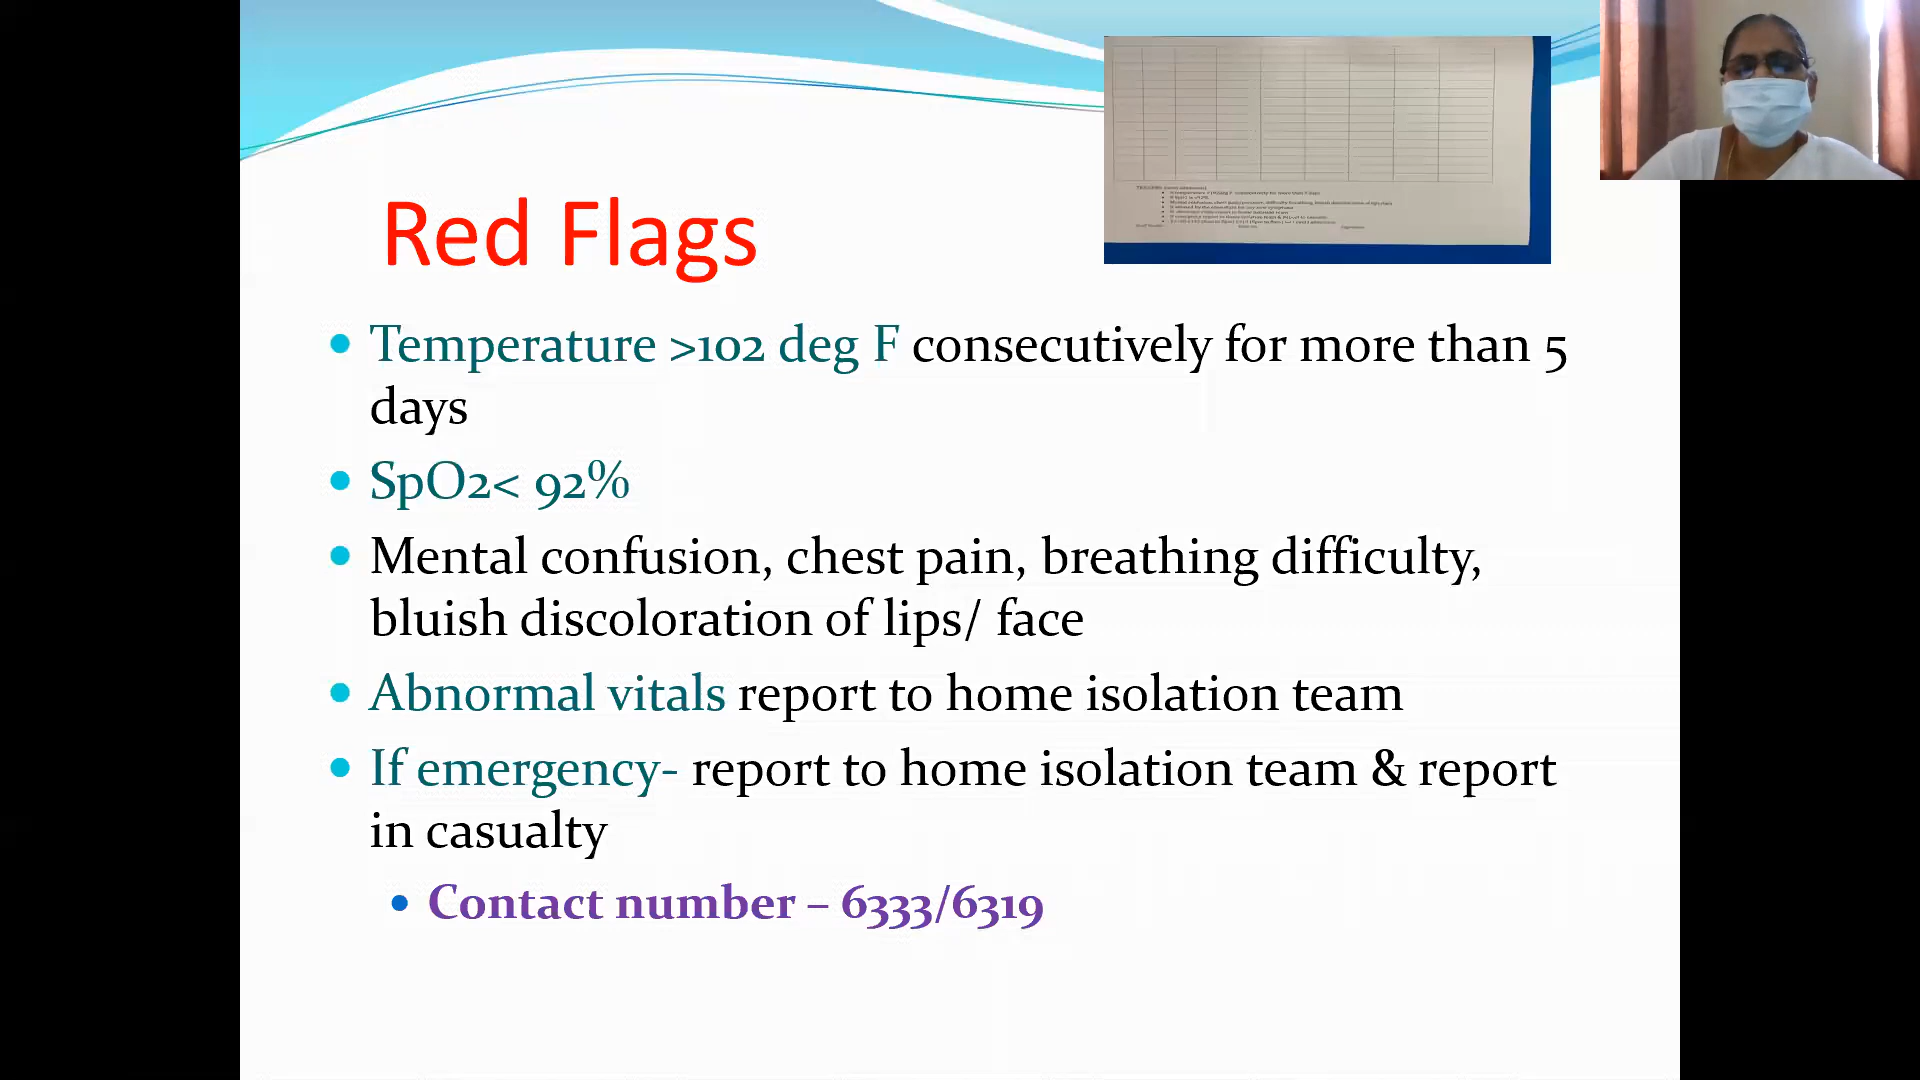 Red Flags
Temperature >102 deg F consecutively for more than 5
days
SpO2< 92%
Mental confusion, chest pain, breathing difficulty,
bluish discoloration of lips/ face
Abnormal vitals report to home isolation team
If emergency- report to home isolation team & report
in casualty
Contact number – 6333/6319